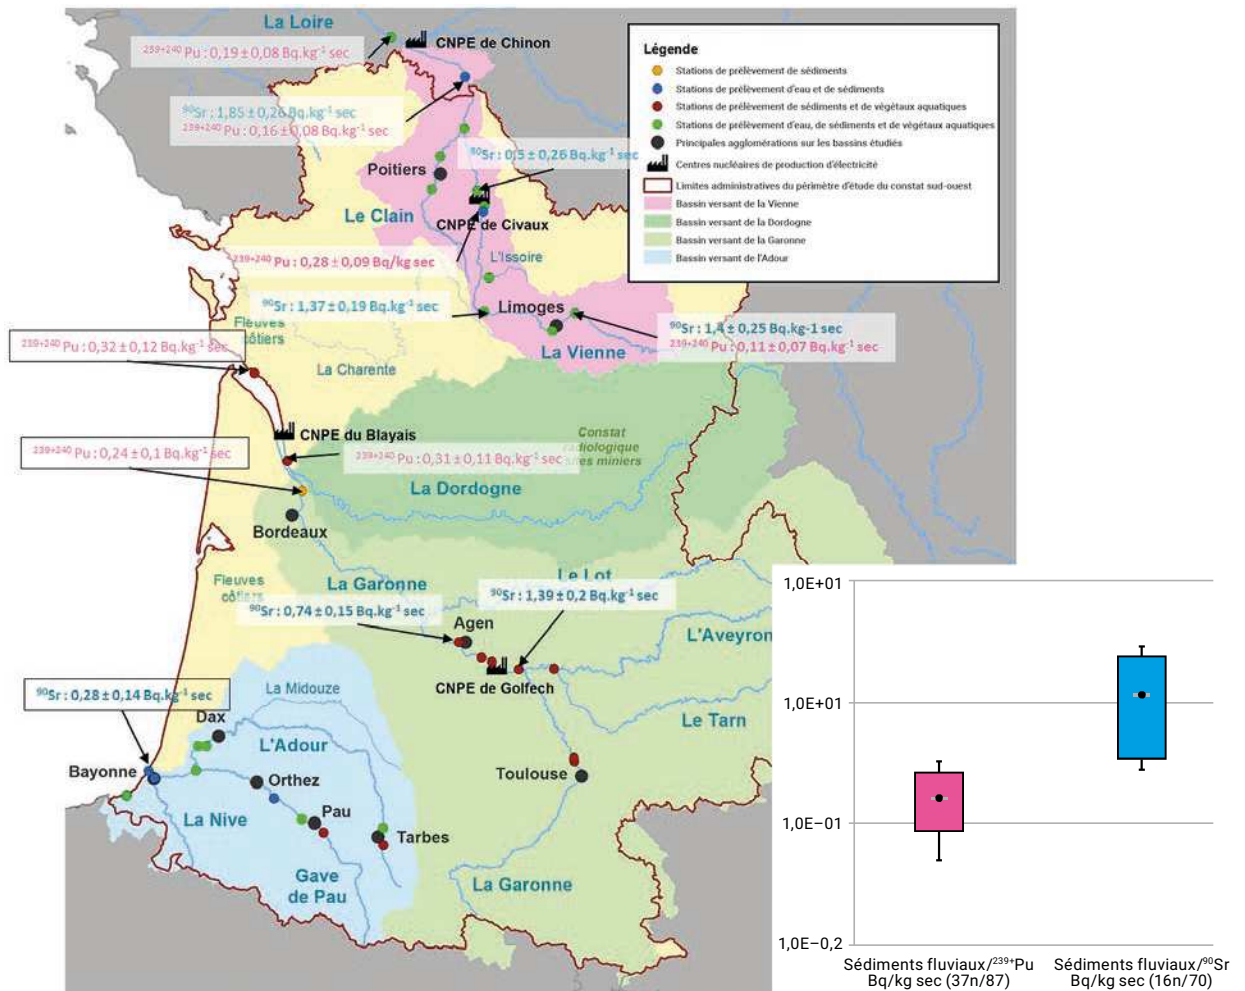 La Loire
CNPE de Chinon
²³⁹⁺²⁴⁰ Pu : 0,19 ± 0,08 Bq.kg⁻¹ sec
⁹⁰Sr : 1,85 ± 0,26 Bq.kg⁻¹ sec
²³⁹⁺²⁴⁰ Pu : 0,16 ± 0,08 Bq.kg⁻¹ sec
⁹⁰Sr : 0,5 ± 0,26 Bq.kg⁻¹ sec
Poitiers
Le Clain
CNPE de Civaux
L'Issoire
²³⁹⁺²⁴⁰ Pu : 0,28 ± 0,09 Bq/kg sec
⁹⁰Sr : 1,37 ± 0,19 Bq.kg⁻¹ sec
Limoges
⁹⁰Sr : 1,4 ± 0,25 Bq.kg-1 sec
²³⁹⁺²⁴⁰ Pu : 0,11 ± 0,07 Bq.kg⁻¹ sec
La Vienne
Fleuves
côtiers
²³⁹⁺²⁴⁰ Pu : 0,32 ± 0,12 Bq.kg⁻¹ sec
La Charente
CNPE du Blayais
Constat
radiologique
sites miniers
²³⁹⁺²⁴⁰ Pu : 0,24 ± 0,1 Bq.kg⁻¹ sec
²³⁹⁺²⁴⁰ Pu : 0,31 ± 0,11 Bq.kg⁻¹ sec
La Dordogne
Bordeaux
Fleuves
côtiers
La Garonne
Le Lot
⁹⁰Sr : 0,74 ± 0,15 Bq.kg⁻¹ sec
⁹⁰Sr : 1,39 ± 0,2 Bq.kg⁻¹ sec
Agen
L'Aveyron
CNPE de Golfech
Le Tarn
⁹⁰Sr : 0,28 ± 0,14 Bq.kg⁻¹ sec
La Midouze
Dax
L'Adour
Bayonne
Orthez
Toulouse
La Nive
Pau
Tarbes
Gave
de Pau
La Garonne
Légende
Stations de prélèvement de sédiments
Stations de prélèvement d'eau et de sédiments
Stations de prélèvement de sédiments et de végétaux aquatiques
Stations de prélèvement d'eau, de sédiments et de végétaux aquatiques
Principales agglomérations sur les bassins étudiés
Centres nucléaires de production d'électricité
Limites administratives du périmètre d'étude du constat sud-ouest
Bassin versant de la Vienne
Bassin versant de la Dordogne
Bassin versant de la Garonne
Bassin versant de l'Adour
1,0E+01
1,0E+01
1,0E−01
1,0E−0,2
Sédiments fluviaux/²³⁹⁺Pu
Bq/kg sec (37n/87)
Sédiments fluviaux/⁹⁰Sr
Bq/kg sec (16n/70)